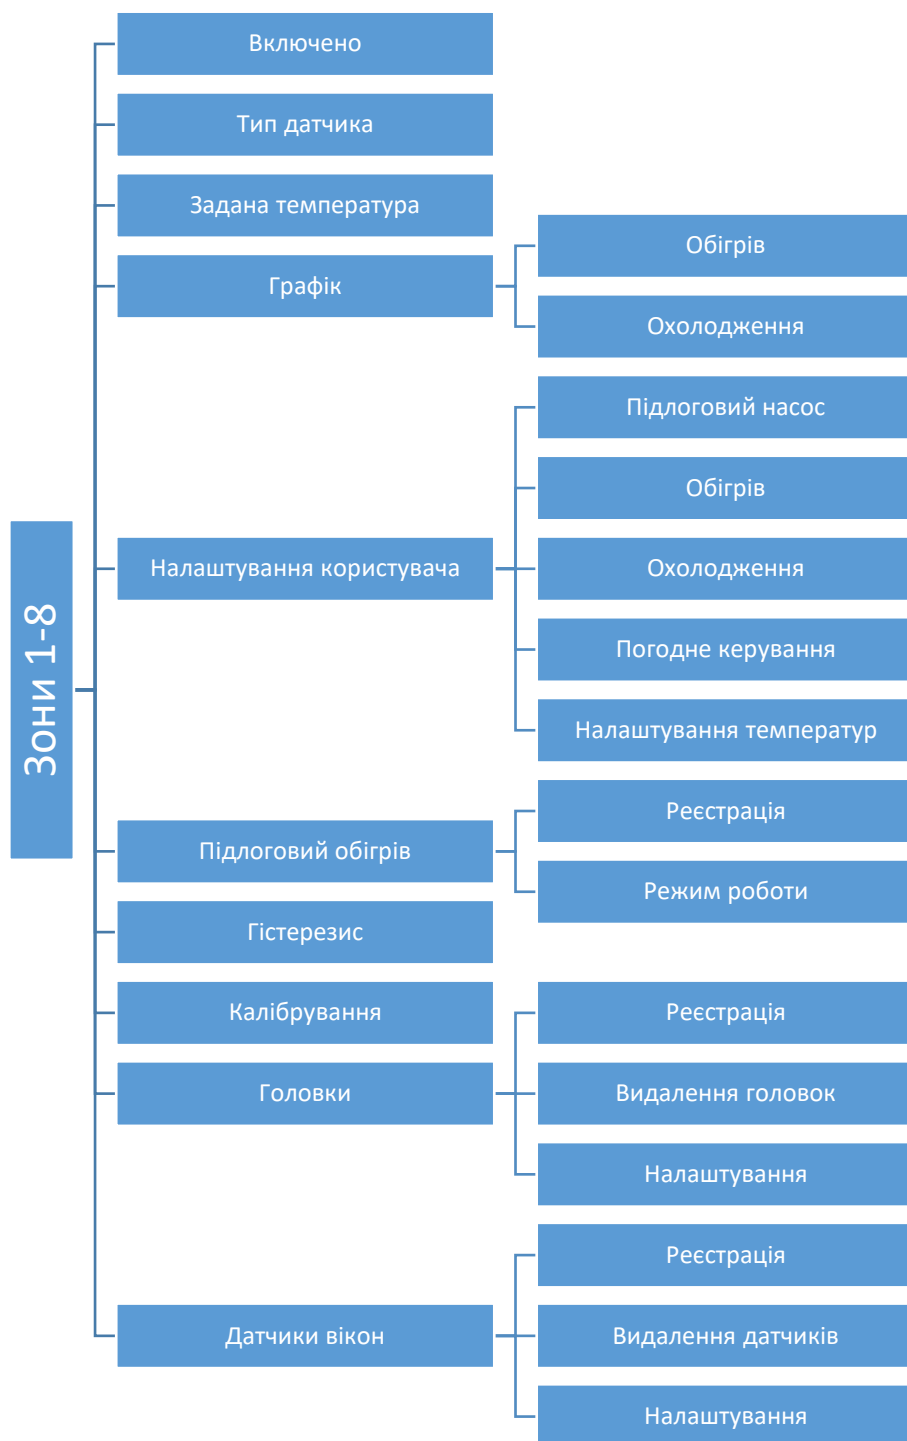 Зони 1-8
Включено
Тип датчика
Задана температура
Графік
Обігрів
Охолодження
Налаштування користувача
Підлоговий насос
Обігрів
Охолодження
Погодне керування
Налаштування температур
Підлоговий обігрів
Реєстрація
Режим роботи
Гістерезис
Калібрування
Головки
Реєстрація
Видалення головок
Налаштування
Датчики вікон
Реєстрація
Видалення датчиків
Налаштування